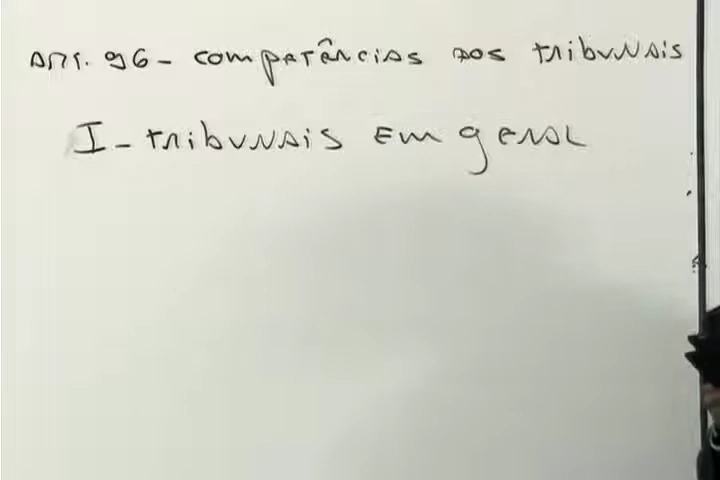 Art. 96 - competências dos tribunais
I - tribunais em geral